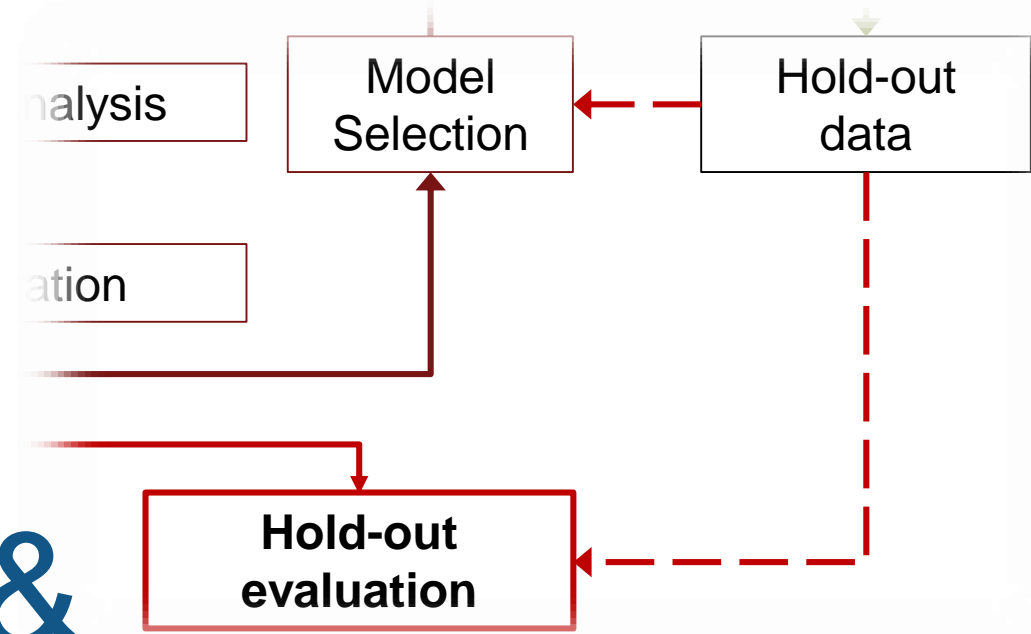 Model
Selection
Hold-out
data
nalysis
ation
Hold-out
evaluation
&